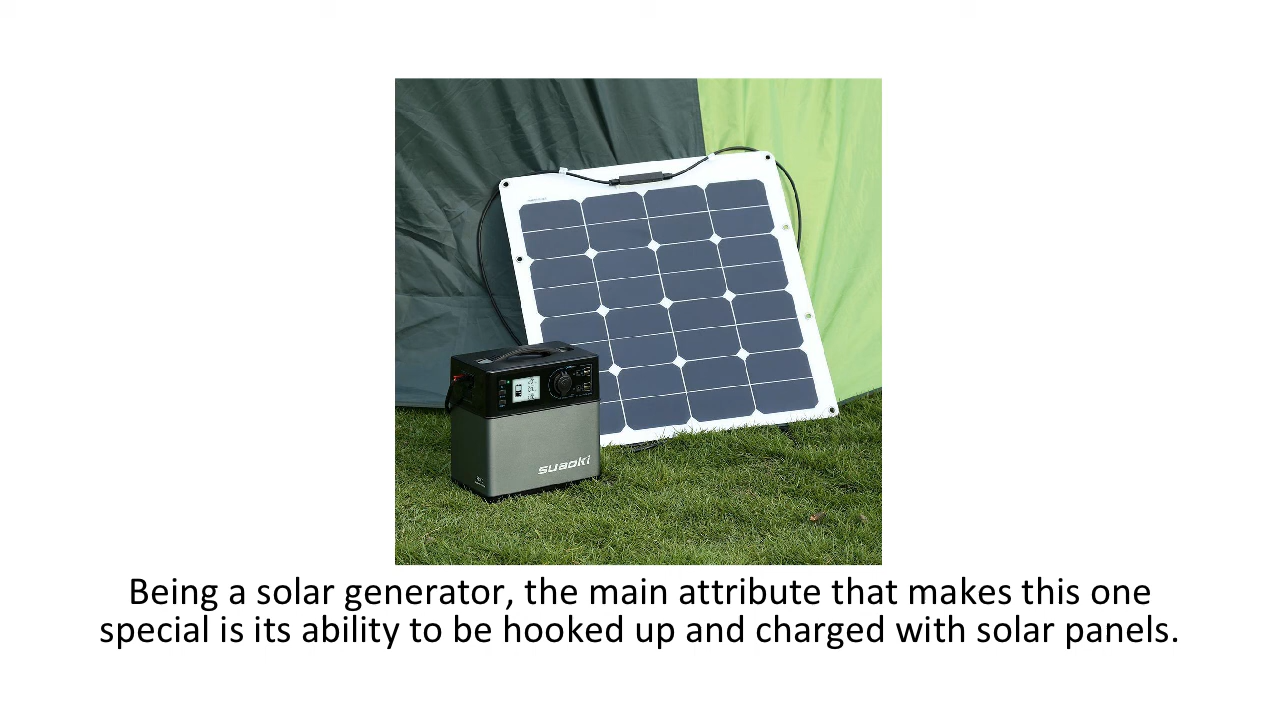 suaoki
Being a solar generator, the main attribute that makes this one
special is its ability to be hooked up and charged with solar panels.